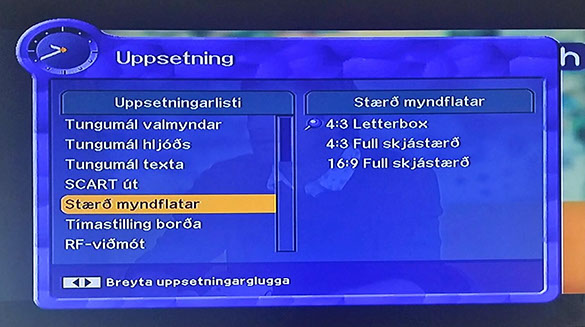 Uppsetning
h
Uppsetningarlisti
Tungumál valmyndar
Tungumál hljóðs
Tungumál texta
SCART út
Stærð myndflatar
Tímastilling borða
RF-viðmót
Stærð myndflatar
4:3 Letterbox
4:3 Full skjástærð
16:9 Full skjástærð
Breyta uppsetningarglugga